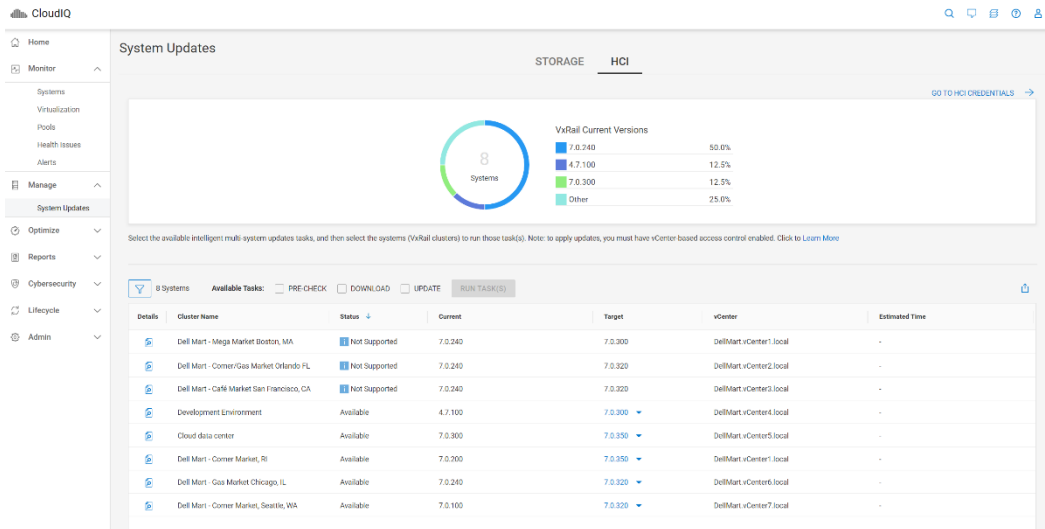 CloudIQ
Home
Monitor
Systems
Virtualization
Pools
Health Issues
Alerts
Manage
System Updates
Optimize
Reports
Cybersecurity
Lifecycle
Admin
System Updates
STORAGE HCI
GO TO HCI CREDENTIALS
8
Systems
VxRail Current Versions
7.0.240 50.0%
4.7.100 12.5%
7.0.300 12.5%
Other 25.0%
Select the available intelligent multi-system updates tasks, and then select the systems (VxRail clusters) to run those task(s). Note: to apply updates, you must have vCenter-based access control enabled. Click to Learn More
8 Systems Available Tasks: PRE-CHECK DOWNLOAD UPDATE RUN TASK(S)
Details Cluster Name Status Current Target vCenter Estimated Time
Dell Mart - Mega Market Boston, MA Not Supported 7.0.240 7.0.300 DellMart.vCenter1.local -
Dell Mart - Corner/Gas Market Orlando FL Not Supported 7.0.240 7.0.320 DellMart.vCenter2.local -
Dell Mart - Café Market San Francisco, CA Not Supported 7.0.240 7.0.320 DellMart.vCenter3.local -
Development Environment Available 4.7.100 7.0.300 DellMart.vCenter4.local -
Cloud data center Available 7.0.300 7.0.350 DellMart.vCenter5.local -
Dell Mart - Corner Market, RI Available 7.0.200 7.0.350 DellMart.vCenter1.local -
Dell Mart - Gas Market Chicago, IL Available 7.0.240 7.0.320 DellMart.vCenter6.local -
Dell Mart - Corner Market, Seattle, WA Available 7.0.100 7.0.320 DellMart.vCenter7.local -